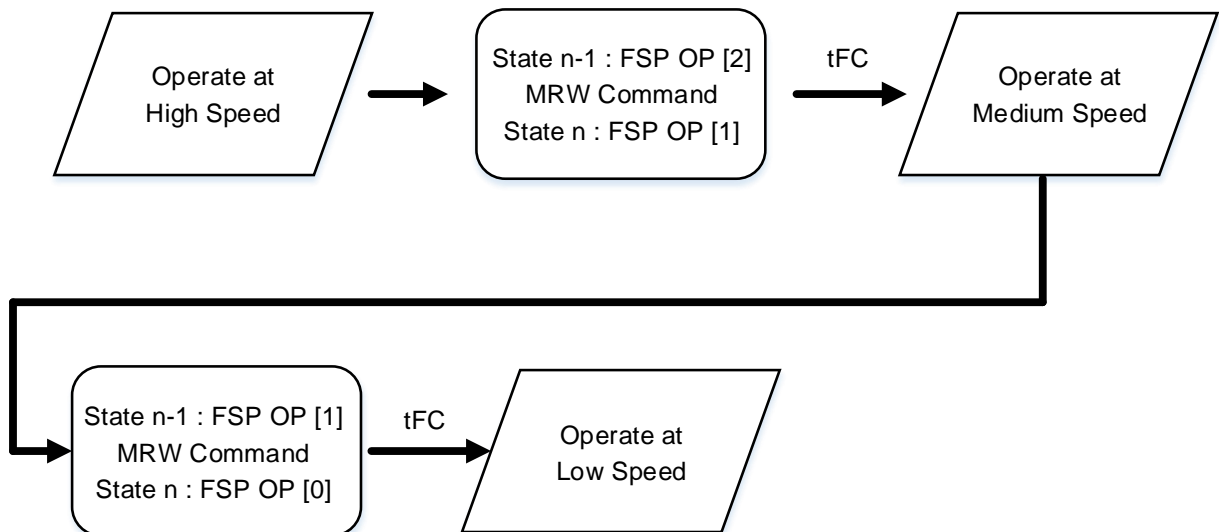 Operate at
High Speed
State n-1 : FSP OP [2]
MRW Command
State n : FSP OP [1]
tFC
Operate at
Medium Speed
State n-1 : FSP OP [1]
MRW Command
State n : FSP OP [0]
tFC
Operate at
Low Speed